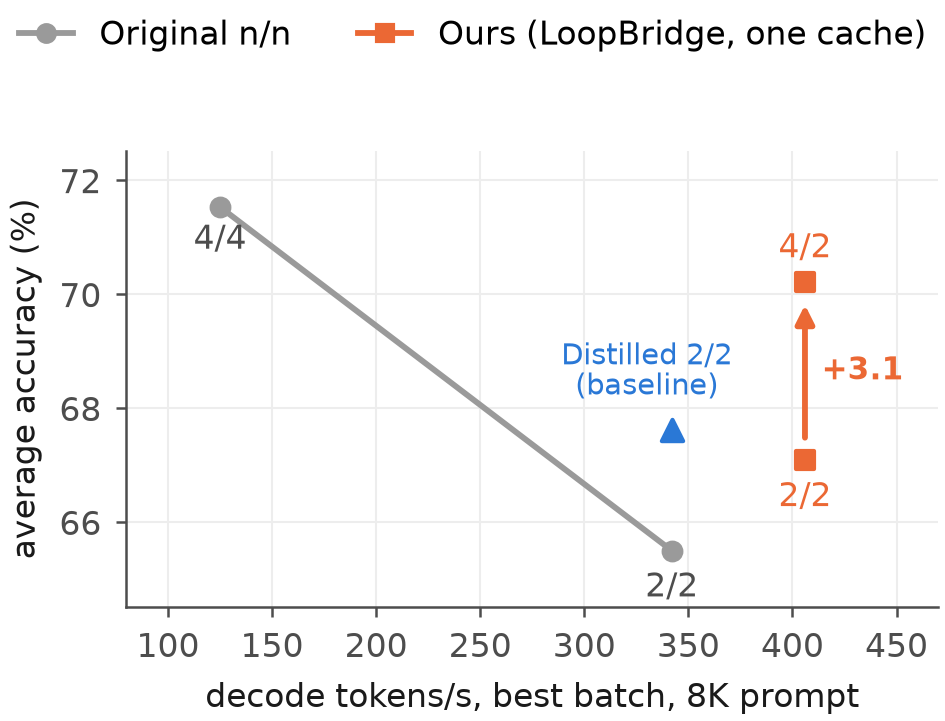 Original n/n
Ours (LoopBridge, one cache)
average accuracy (%)
72
70
68
66
4/4
2/2
Distilled 2/2
(baseline)
4/2
+3.1
2/2
100 150 200 250 300 350 400 450
decode tokens/s, best batch, 8K prompt